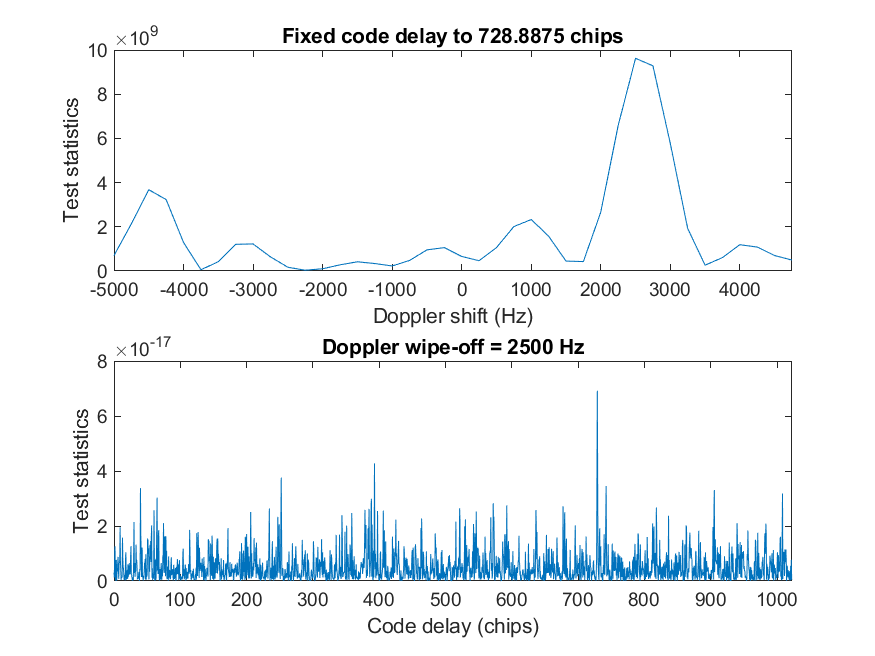 Fixed code delay to 728.8875 chips
×10^9
10
8
6
4
2
0
Test statistics
-5000 -4000 -3000 -2000 -1000 0 1000 2000 3000 4000
Doppler shift (Hz)
Doppler wipe-off = 2500 Hz
×10^-17
8
6
4
2
0
Test statistics
0 100 200 300 400 500 600 700 800 900 1000
Code delay (chips)